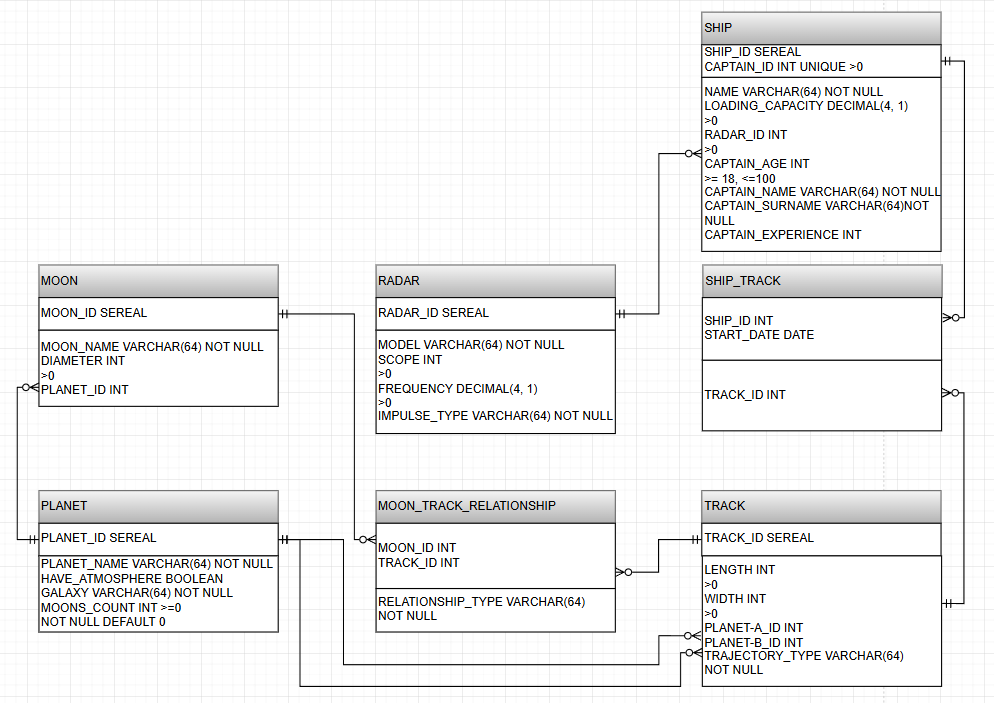 SHIP
SHIP_ID SEREAL
CAPTAIN_ID INT UNIQUE >0
NAME VARCHAR(64) NOT NULL
LOADING_CAPACITY DECIMAL(4, 1)
>0
RADAR_ID INT
>0
CAPTAIN_AGE INT
>= 18, <=100
CAPTAIN_NAME VARCHAR(64) NOT NULL
CAPTAIN_SURNAME VARCHAR(64)NOT
NULL
CAPTAIN_EXPERIENCE INT
MOON
MOON_ID SEREAL
MOON_NAME VARCHAR(64) NOT NULL
DIAMETER INT
>0
PLANET_ID INT
RADAR
RADAR_ID SEREAL
MODEL VARCHAR(64) NOT NULL
SCOPE INT
>0
FREQUENCY DECIMAL(4, 1)
>0
IMPULSE_TYPE VARCHAR(64) NOT NULL
SHIP_TRACK
SHIP_ID INT
START_DATE DATE
TRACK_ID INT
PLANET
PLANET_ID SEREAL
PLANET_NAME VARCHAR(64) NOT NULL
HAVE_ATMOSPHERE BOOLEAN
GALAXY VARCHAR(64) NOT NULL
MOONS_COUNT INT >=0
NOT NULL DEFAULT 0
MOON_TRACK_RELATIONSHIP
MOON_ID INT
TRACK_ID INT
RELATIONSHIP_TYPE VARCHAR(64)
NOT NULL
TRACK
TRACK_ID SEREAL
LENGTH INT
>0
WIDTH INT
>0
PLANET-A_ID INT
PLANET-B_ID INT
TRAJECTORY_TYPE VARCHAR(64)
NOT NULL